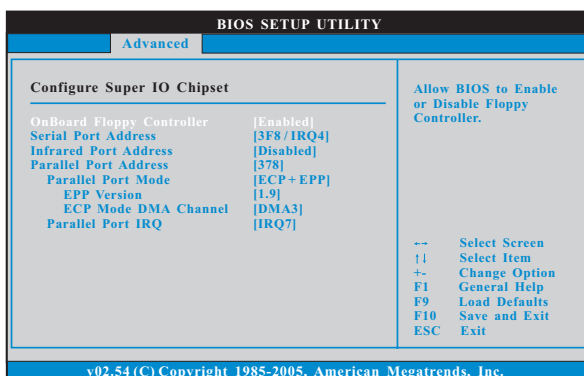 BIOS SETUP UTILITY
Advanced
Configure Super IO Chipset
OnBoard Floppy Controller [Enabled]
Serial Port Address [3F8 / IRQ4]
Infrared Port Address [Disabled]
Parallel Port Address [378]
Parallel Port Mode [ECP + EPP]
EPP Version [1.9]
ECP Mode DMA Channel [DMA3]
Parallel Port IRQ [IRQ7]
Allow BIOS to Enable
or Disable Floppy
Controller.
←→ Select Screen
↑↓ Select Item
+- Change Option
F1 General Help
F9 Load Defaults
F10 Save and Exit
ESC Exit
v02.54 (C) Copyright 1985-2005, American Megatrends, Inc.